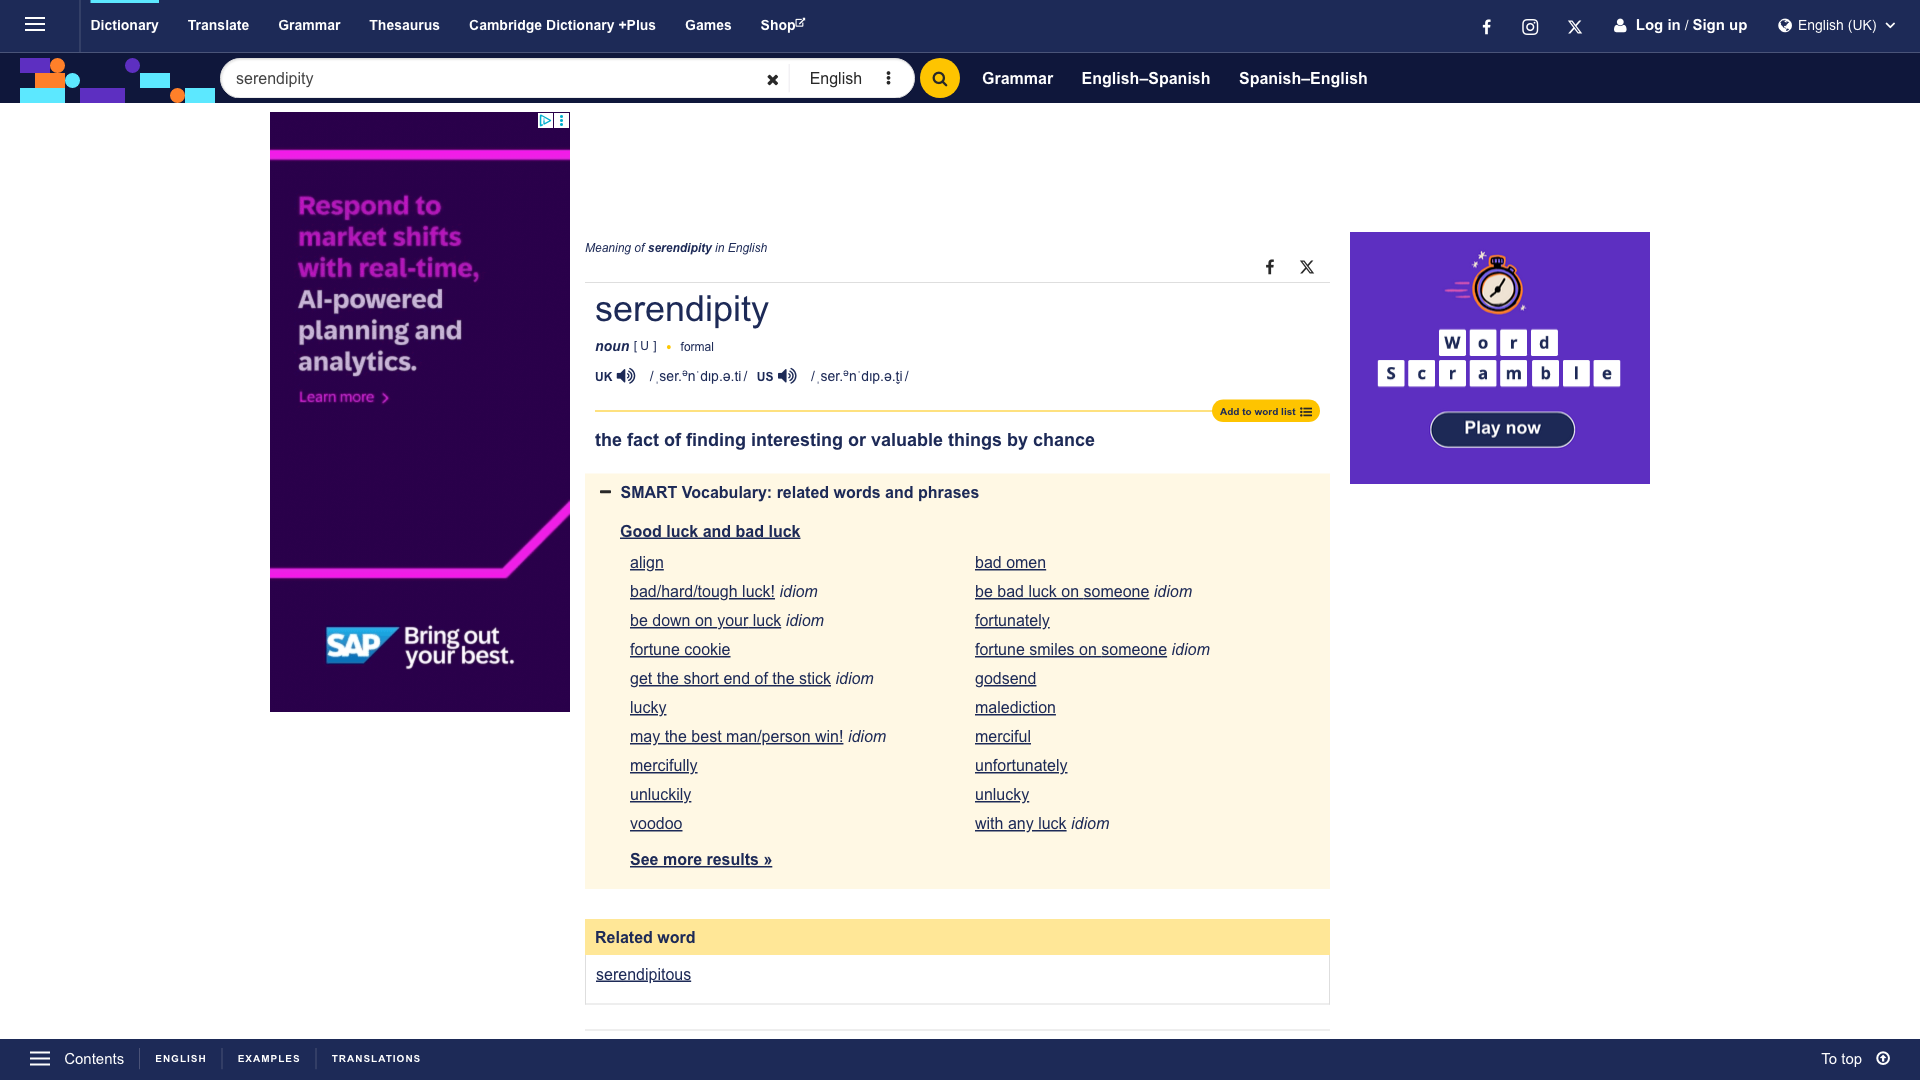 Dictionary Translate Grammar Thesaurus Cambridge Dictionary +Plus Games Shop Log in / Sign up English (UK)
serendipity English Grammar English–Spanish Spanish–English
Respond to
market shifts
with real-time,
AI-powered
planning and
analytics.
Learn more
SAP Bring out
your best.
Meaning of serendipity in English
serendipity
noun [ U ] • formal
UK /ˌser.ᵊnˈdɪp.ə.ti/ US /ˌser.ᵊnˈdɪp.ə.t̬i/
Add to word list
the fact of finding interesting or valuable things by chance
SMART Vocabulary: related words and phrases
Good luck and bad luck
align bad omen
bad/hard/tough luck! idiom be bad luck on someone idiom
be down on your luck idiom fortunately
fortune cookie fortune smiles on someone idiom
get the short end of the stick idiom godsend
lucky malediction
may the best man/person win! idiom merciful
mercifully unfortunately
unluckily unlucky
voodoo with any luck idiom
See more results »
Related word
serendipitous
Word
Scramble
Play now
Contents ENGLISH EXAMPLES TRANSLATIONS To top